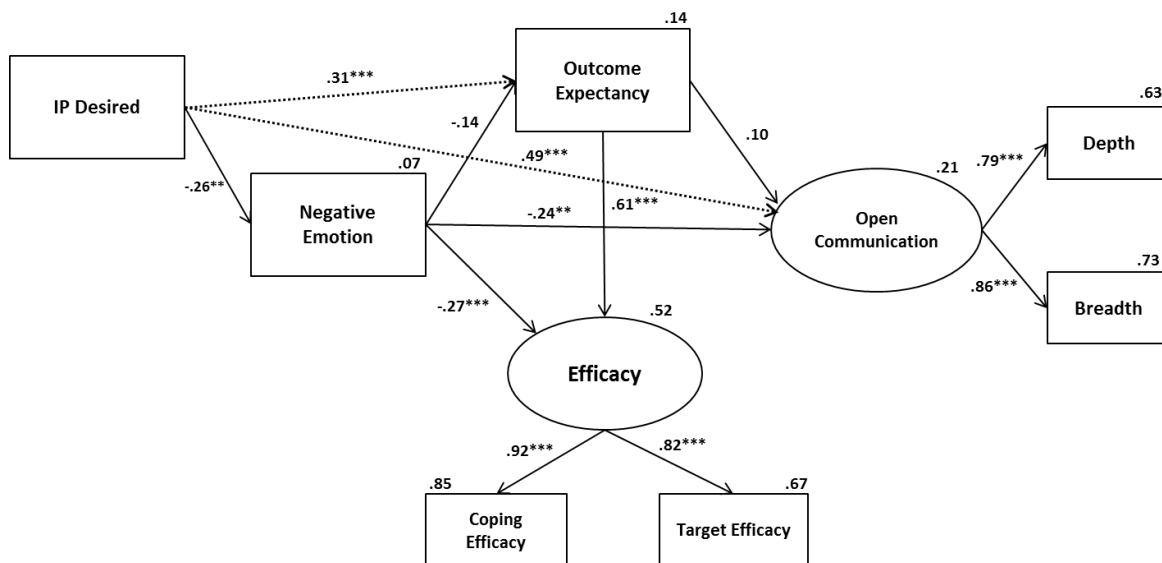 .14
IP Desired
.31***
Outcome
Expectancy
.63
Depth
-.14
.10
.79***
.07
.49***
.21
-.26**
Negative
Emotion
-.24**
.61***
Open
Communication
.73
.86***
Breadth
-.27***
.52
Efficacy
.92***
.82***
.85
.67
Coping
Efficacy
Target Efficacy